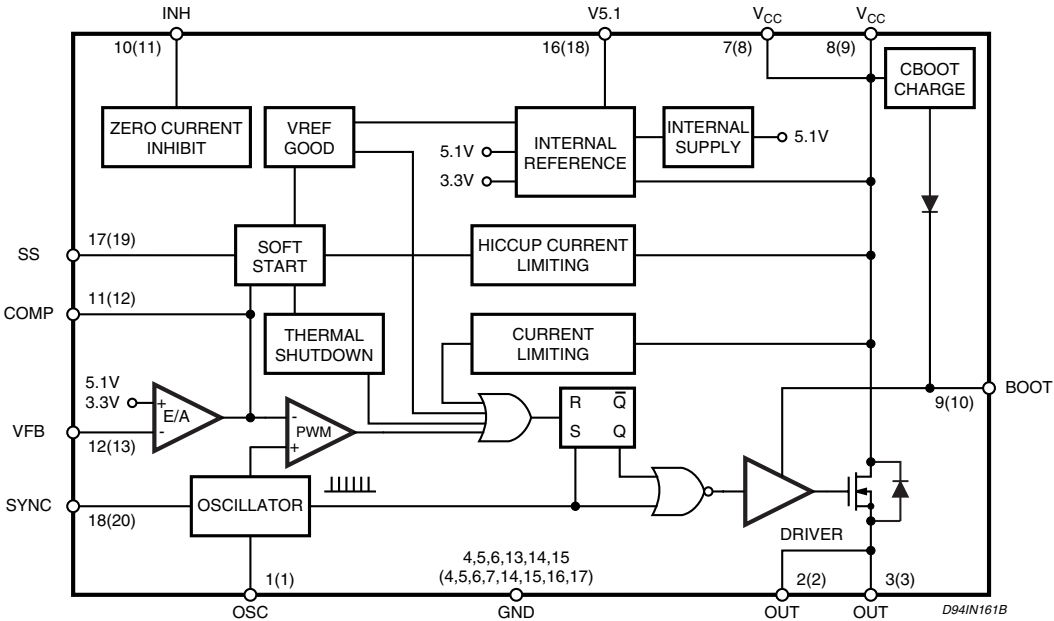 INH
V5.1
VCC
VCC
10(11)
16(18)
7(8)
8(9)
CBOOT
CHARGE
ZERO CURRENT
INHIBIT
VREF
GOOD
5.1V
3.3V
INTERNAL
REFERENCE
INTERNAL
SUPPLY
5.1V
SS
17(19)
SOFT
START
HICCUP CURRENT
LIMITING
COMP
11(12)
THERMAL
SHUTDOWN
CURRENT
LIMITING
5.1V
3.3V
+
E/A
-
VFB
12(13)
-
PWM
+
R
Q̅
S
Q
BOOT
9(10)
SYNC
18(20)
OSCILLATOR
DRIVER
1(1)
OSC
4,5,6,13,14,15
(4,5,6,7,14,15,16,17)
GND
2(2)
OUT
3(3)
OUT
D94IN161B